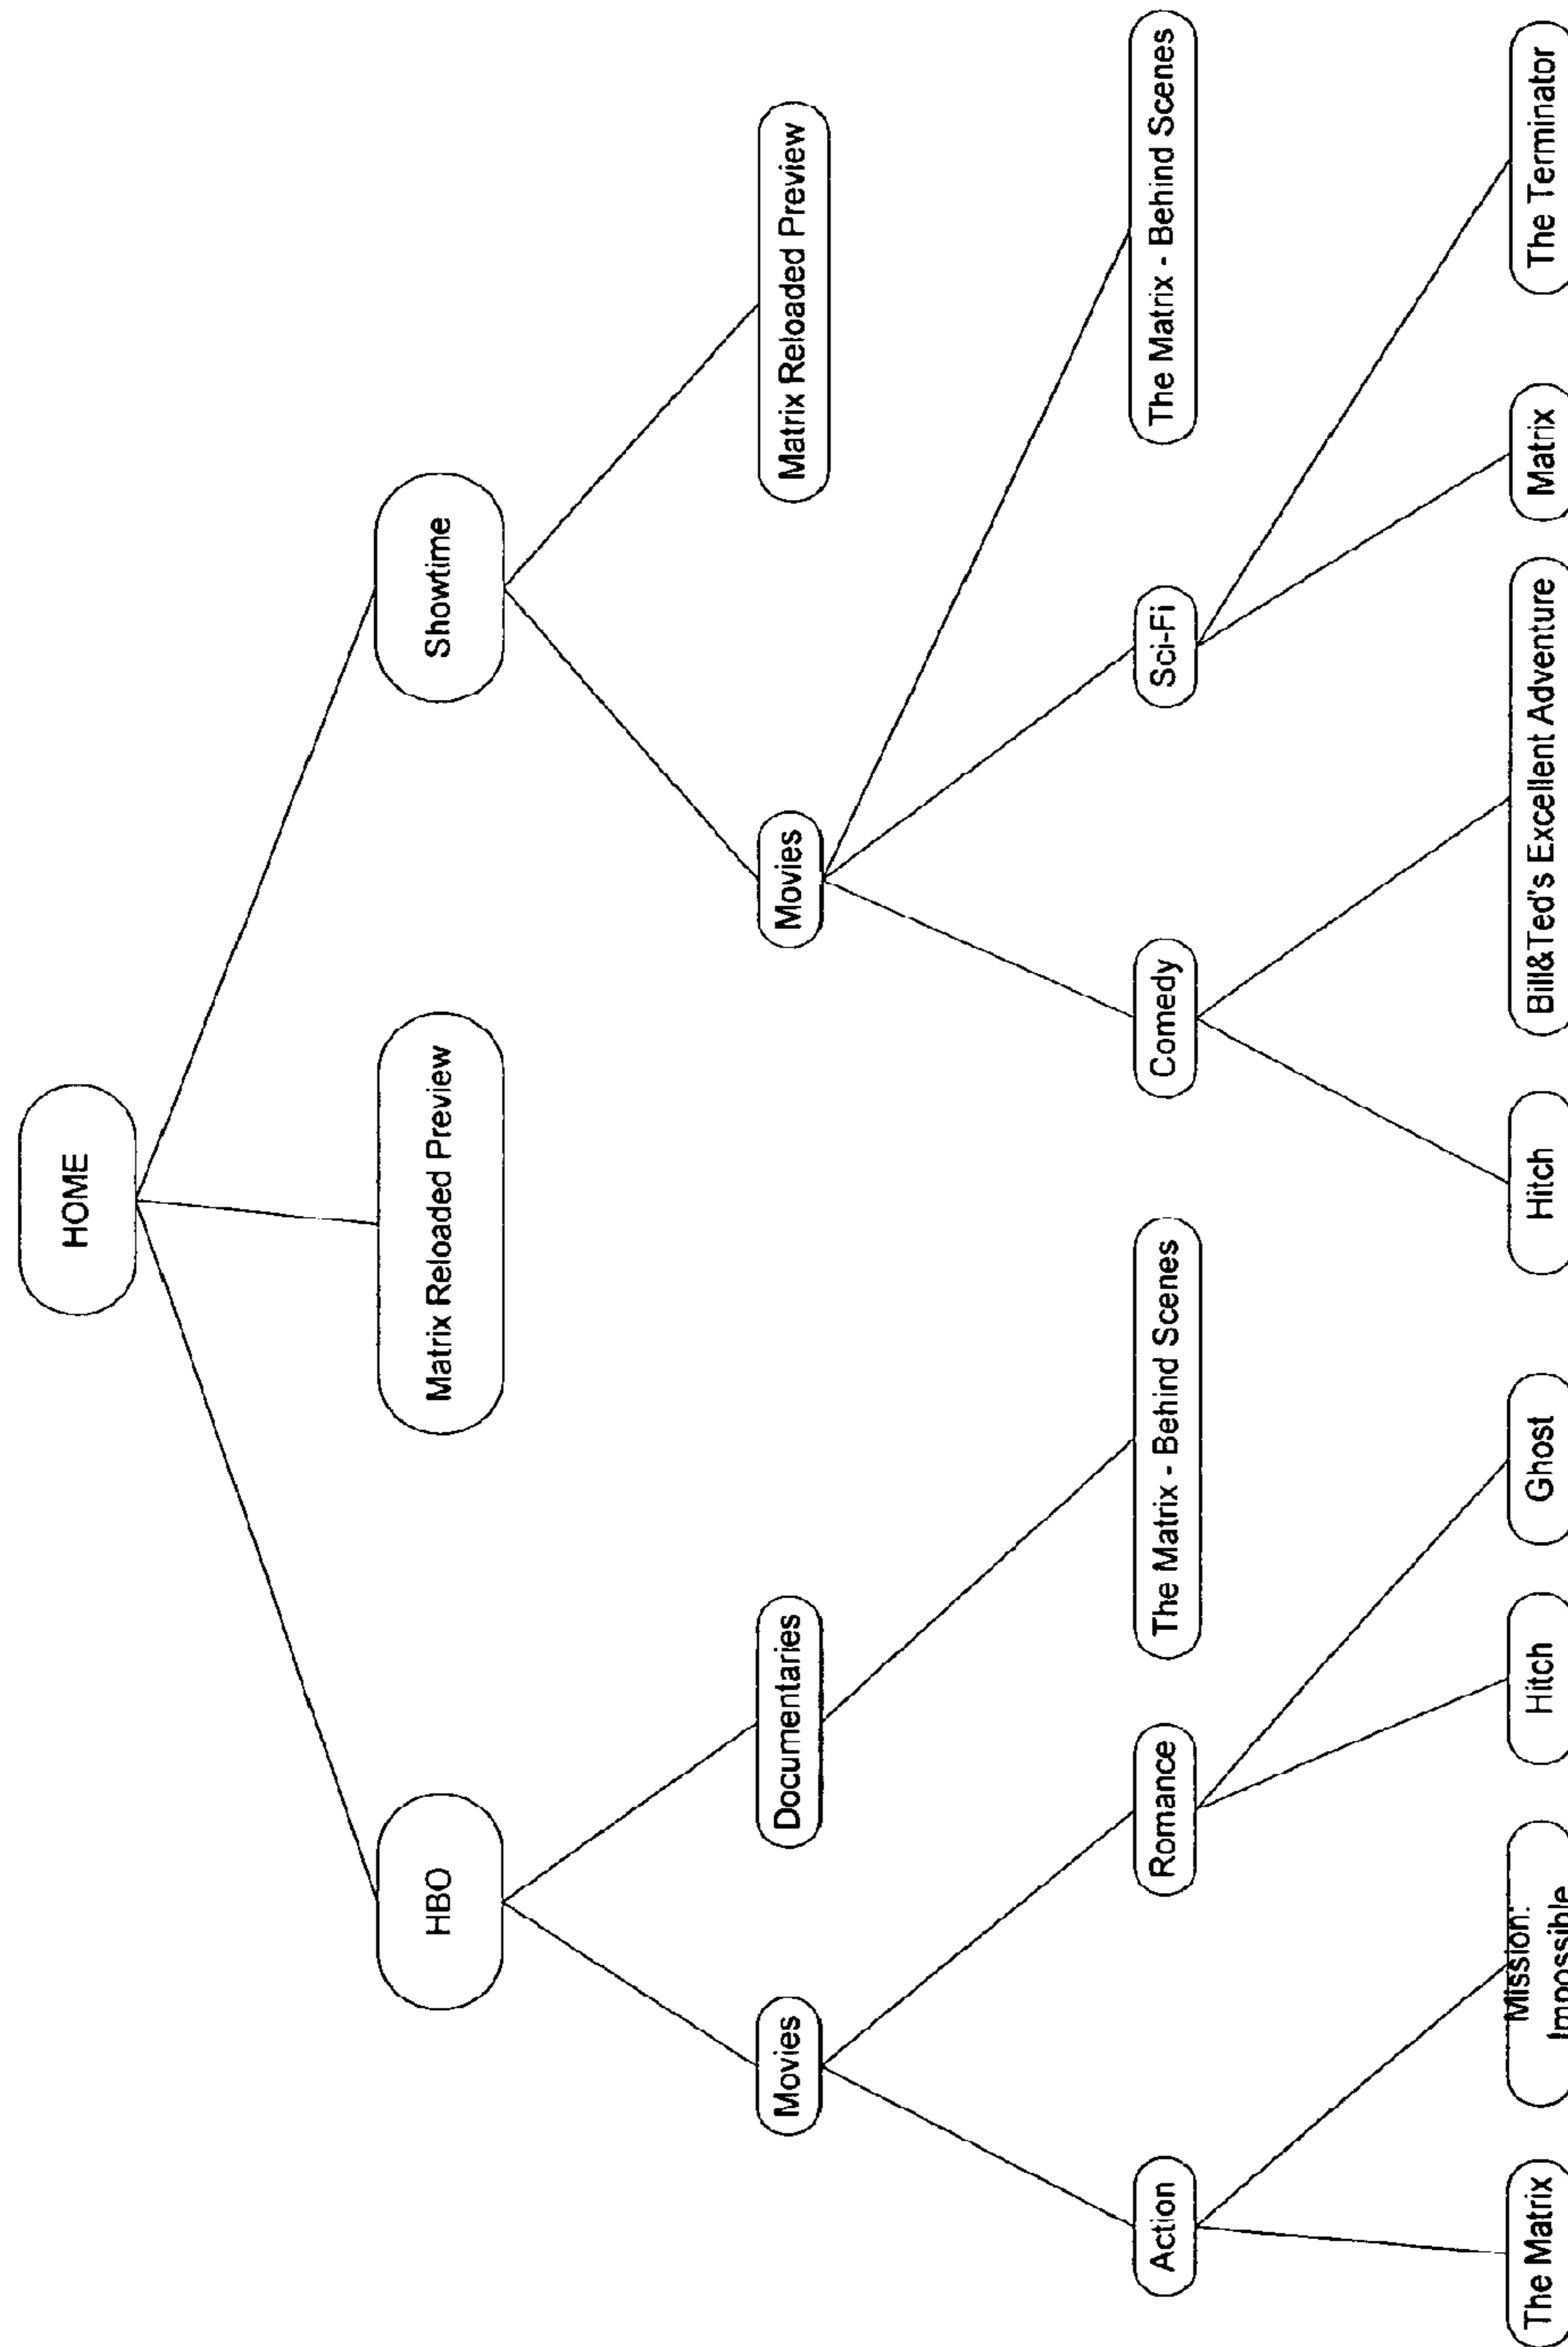 HOME
HBO
Matrix Reloaded Preview
Showtime
Movies
Documentaries
Movies
Matrix Reloaded Preview
Action
Romance
The Matrix - Behind Scenes
Comedy
Sci-Fi
The Matrix - Behind Scenes
The Matrix
Mission:
Impossible
Hitch
Ghost
Hitch
Bill&Ted's Excellent Adventure
Matrix
The Terminator